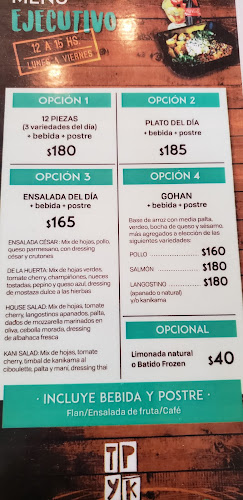 MENÚ
EJECUTIVO
12 A 15 HS.
LUNES A VIERNES
OPCIÓN 1
12 PIEZAS
(3 variedades del día)
+ bebida + postre
$180
OPCIÓN 2
PLATO DEL DÍA
+ bebida + postre
$185
OPCIÓN 3
ENSALADA DEL DÍA
+ bebida + postre
$165
ENSALADA CÉSAR: Mix de hojas, pollo,
queso parmesano, con dressing
césar y crutones
DE LA HUERTA: Mix de hojas verdes,
tomate cherry, champiñones, nueces
tostadas, pepino y queso azul, dressing
de mostaza dulce a las hierbas
HOUSE SALAD: Mix de hojas, tomate
cherry, langostinos apanados, palta,
dados de mozzarella marinados en
oliva, cebolla morada, dressing
de albahaca fresca
KANI SALAD: Mix de hojas, tomate
cherry, timbal de kanikama al
ciboulette, palta y maní, dressing thai
OPCIÓN 4
GOHAN
+ bebida + postre
Base de arroz con media palta,
verdeo, bocha de queso y sésamo,
más agregados a elección de las
siguientes variedades:
POLLO $160
SALMÓN $180
LANGOSTINO $180
(apanado o natural)
y/o kanikama
OPCIONAL
Limonada natural
o Batido Frozen
$40
· INCLUYE BEBIDA Y POSTRE ·
Flan/Ensalada de fruta/Café
TP
YK